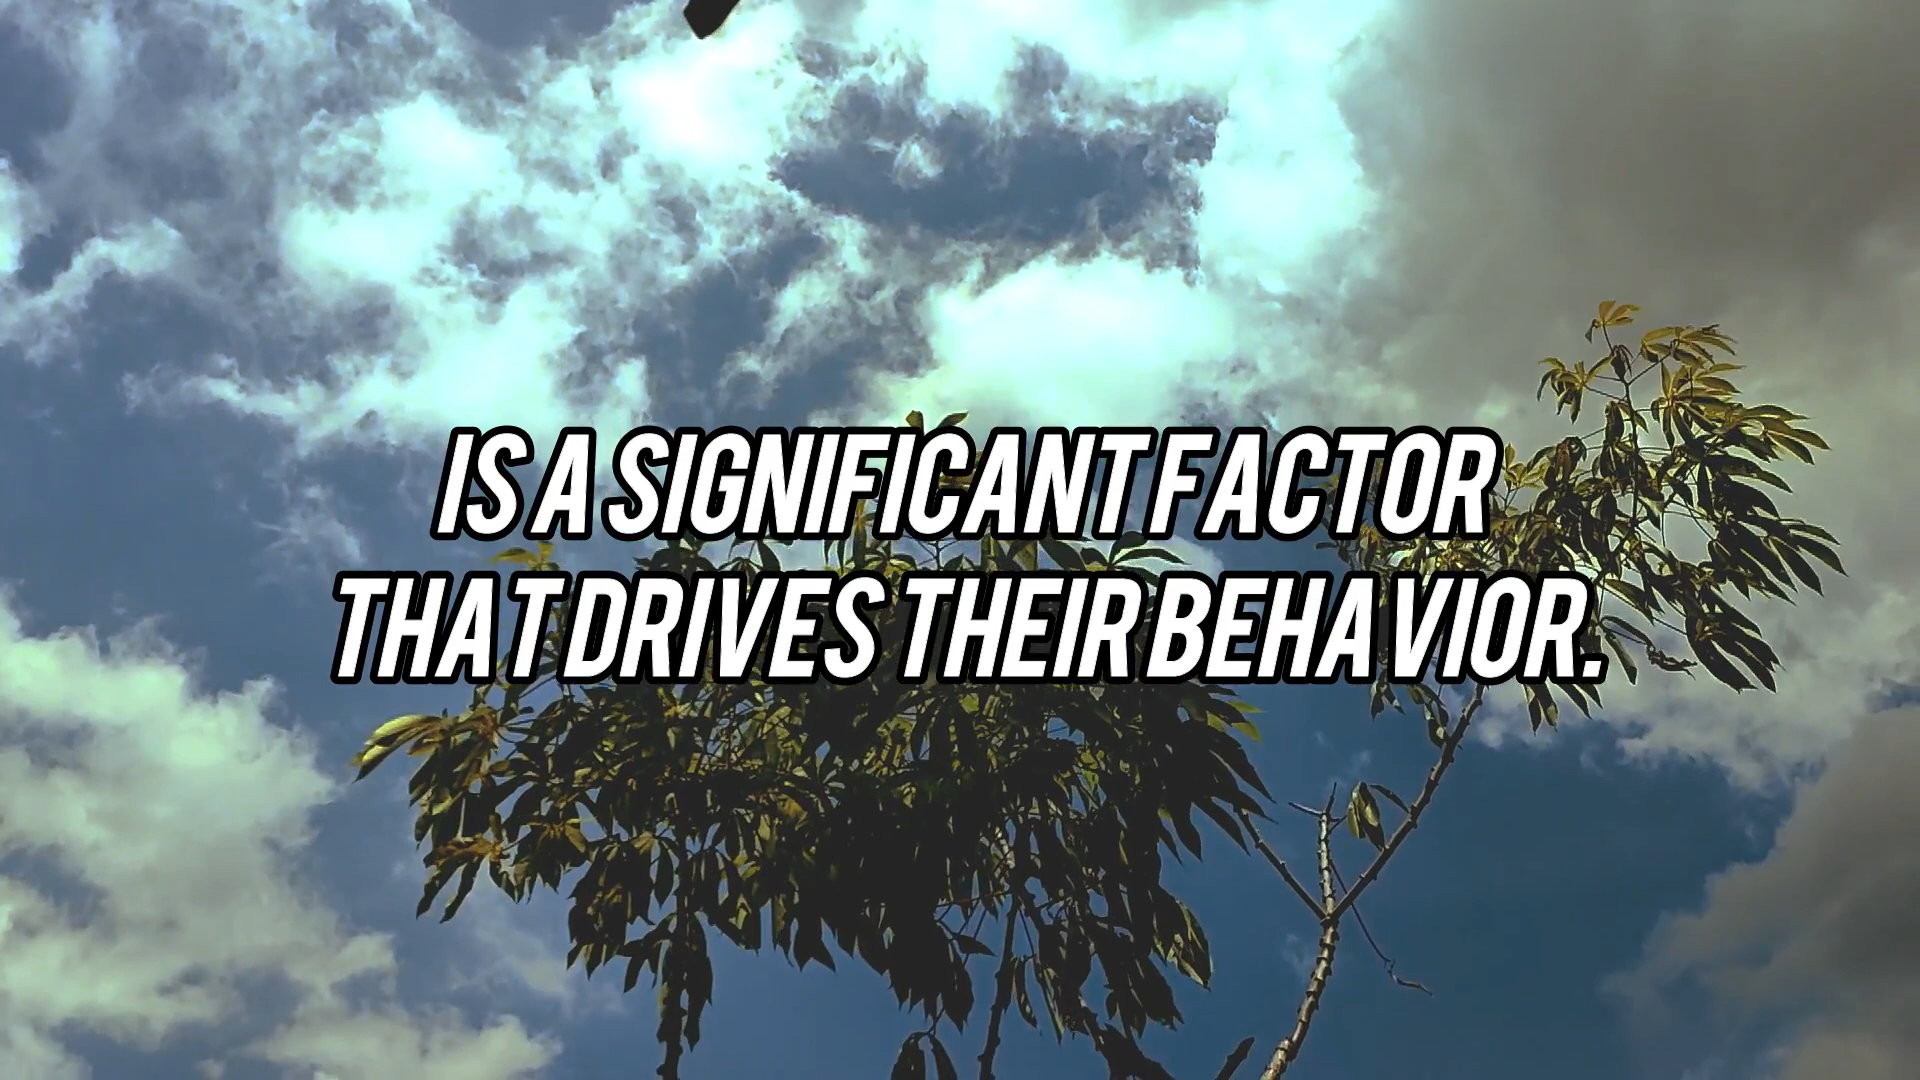 IS A SIGNIFICANT FACTOR
THAT DRIVES THEIR BEHAVIOR.